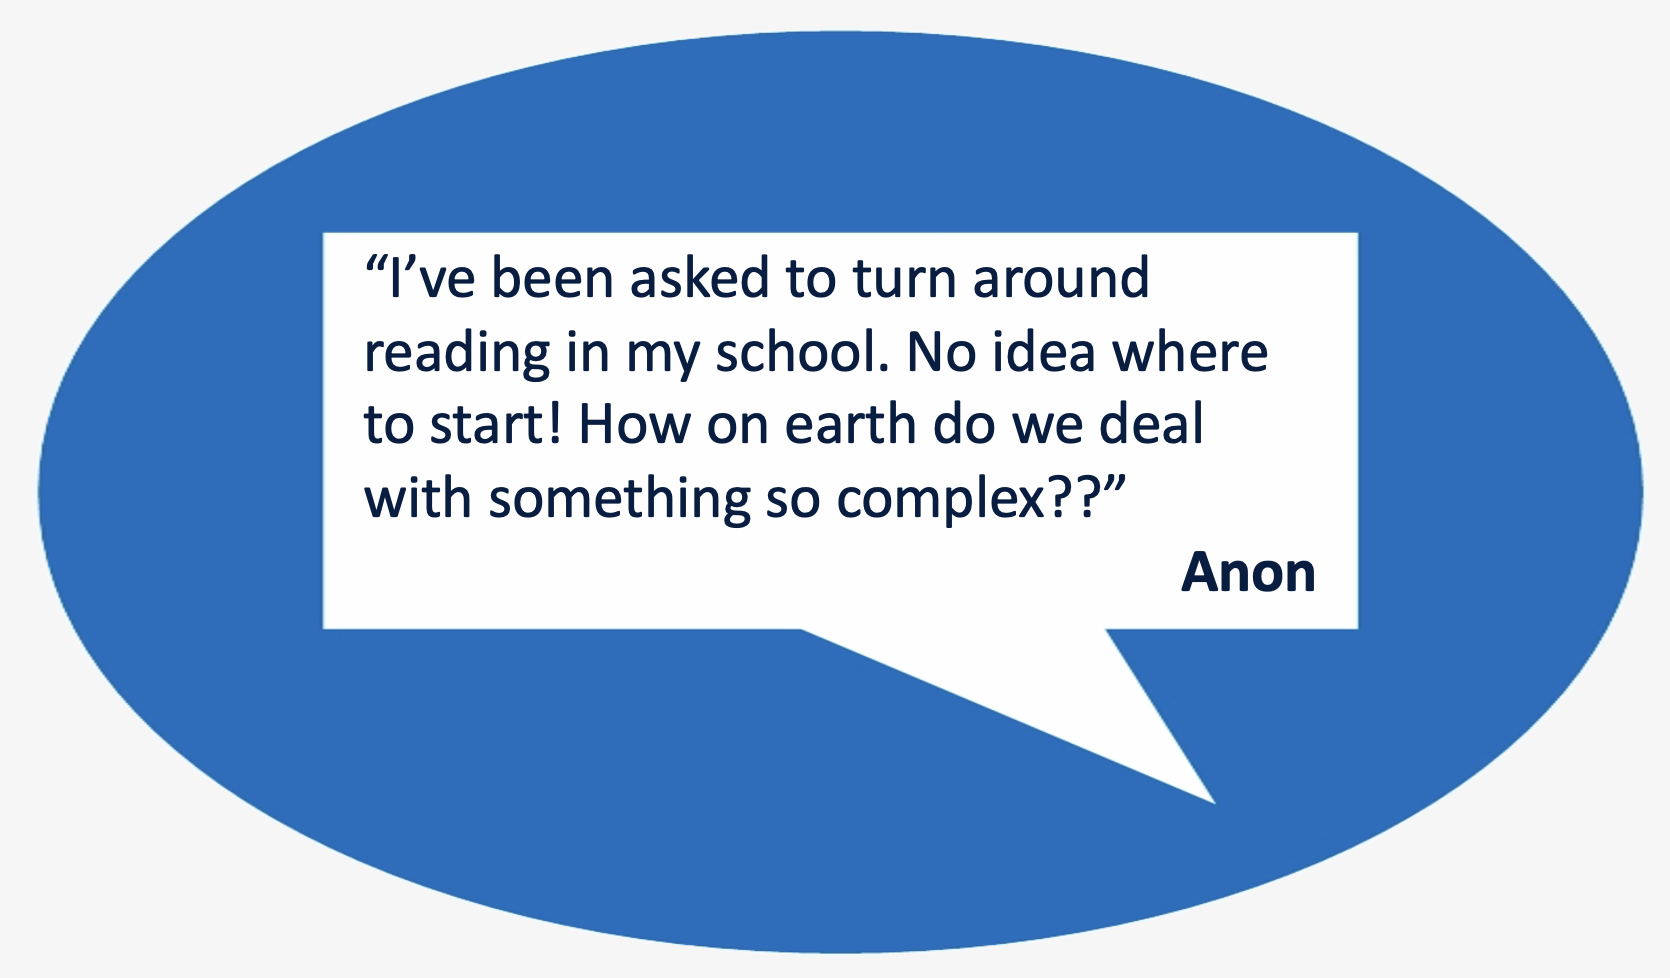 “I’ve been asked to turn around
reading in my school. No idea where
to start! How on earth do we deal
with something so complex??”
Anon